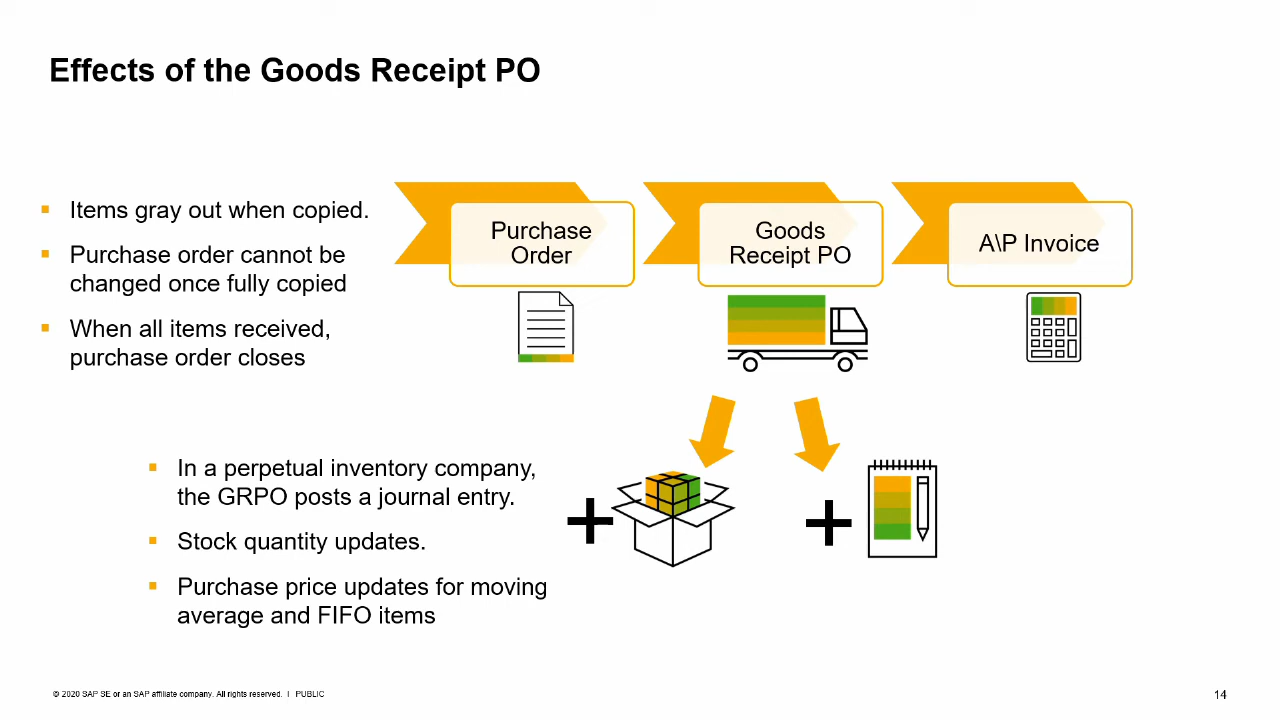 Effects of the Goods Receipt PO
Items gray out when copied.
Purchase order cannot be
changed once fully copied
When all items received,
purchase order closes
Purchase
Order
Goods
Receipt PO
A\P Invoice
In a perpetual inventory company,
the GRPO posts a journal entry.
Stock quantity updates.
Purchase price updates for moving
average and FIFO items
© 2020 SAP SE or an SAP affiliate company. All rights reserved. I PUBLIC
14